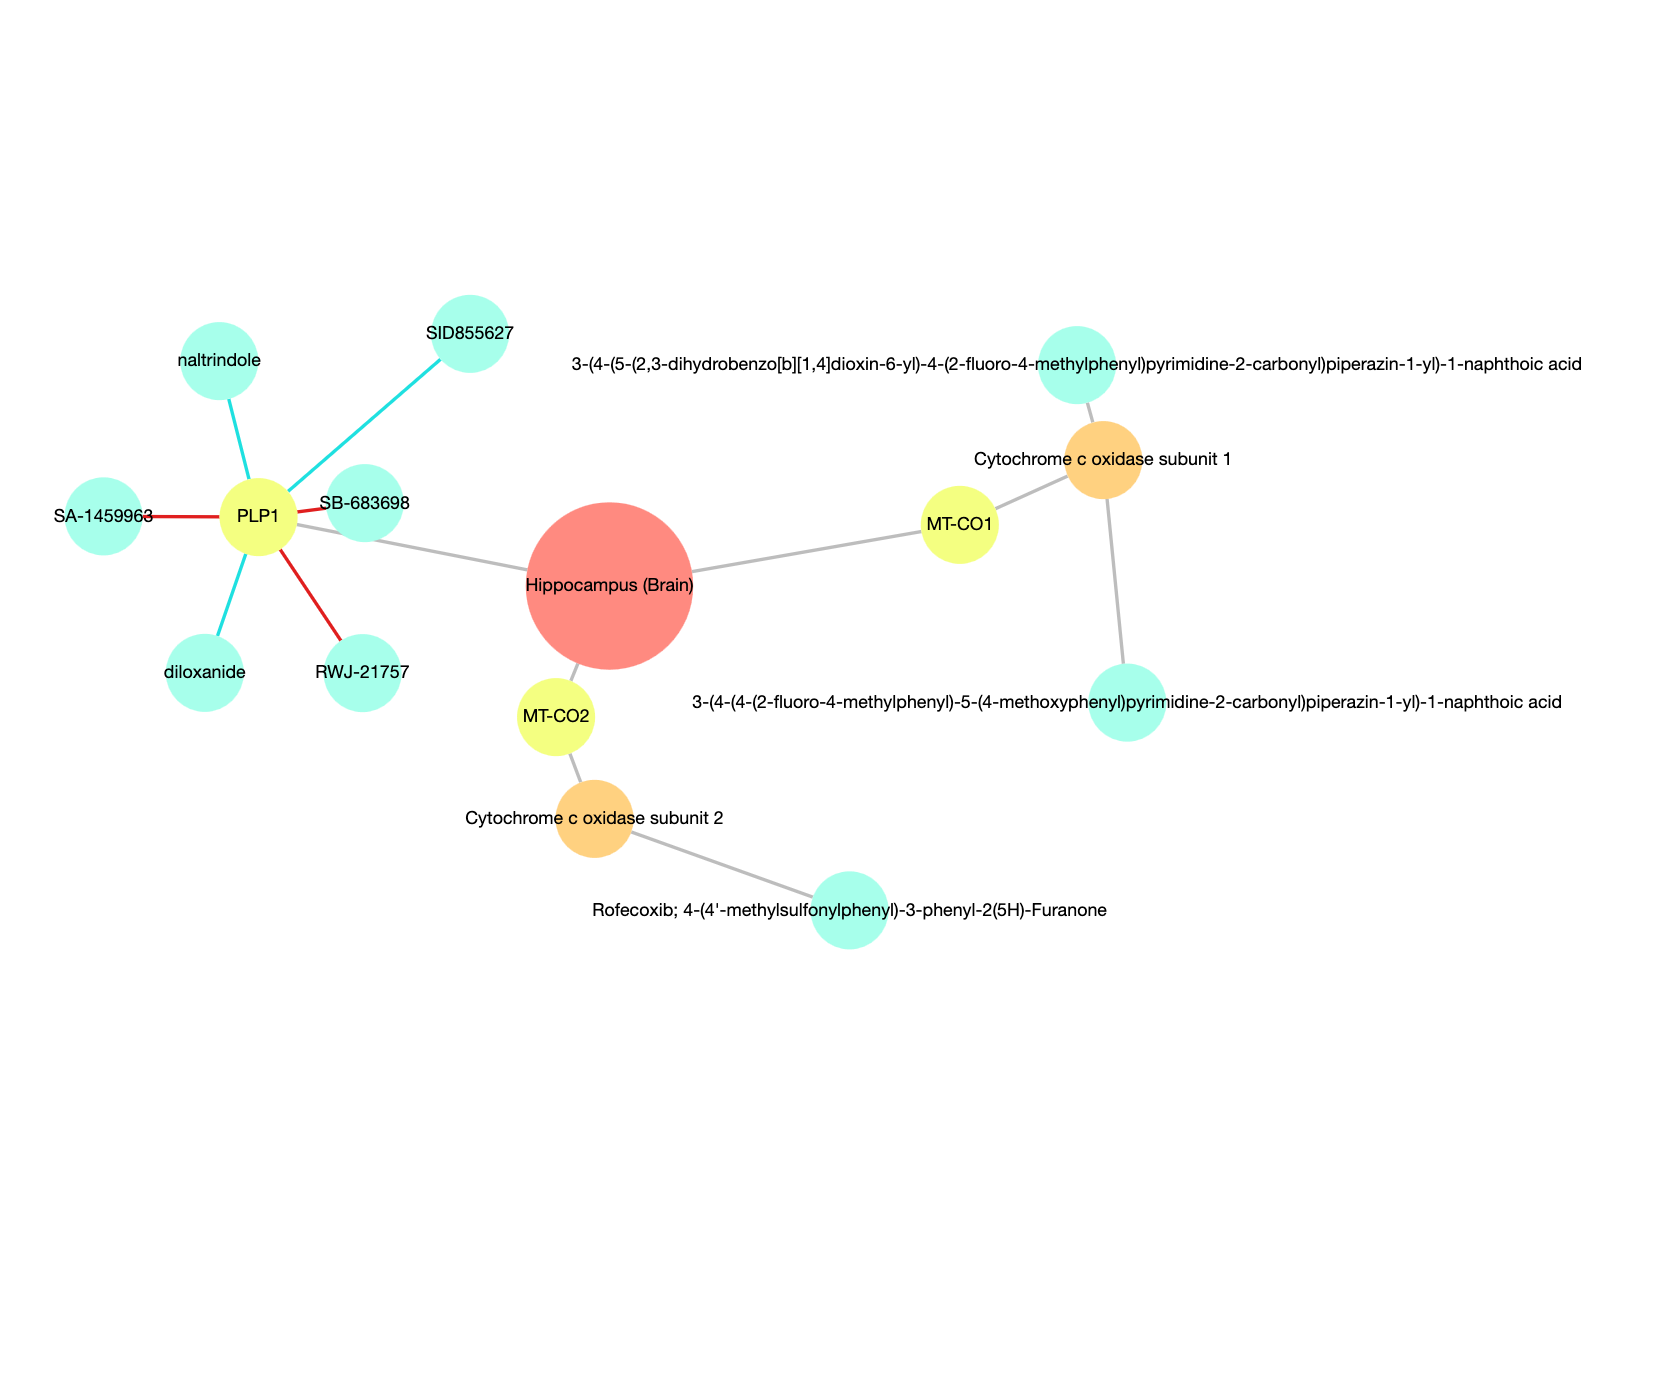 SID855627
naltrindole
3-(4-(5-(2,3-dihydrobenzo[b][1,4]dioxin-6-yl)-4-(2-fluoro-4-methylphenyl)pyrimidine-2-carbonyl)piperazin-1-yl)-1-naphthoic acid
Cytochrome c oxidase subunit 1
SB-683698
SA-1459963
PLP1
MT-CO1
Hippocampus (Brain)
diloxanide
RWJ-21757
3-(4-(4-(2-fluoro-4-methylphenyl)-5-(4-methoxyphenyl)pyrimidine-2-carbonyl)piperazin-1-yl)-1-naphthoic acid
MT-CO2
Cytochrome c oxidase subunit 2
Rofecoxib; 4-(4'-methylsulfonylphenyl)-3-phenyl-2(5H)-Furanone